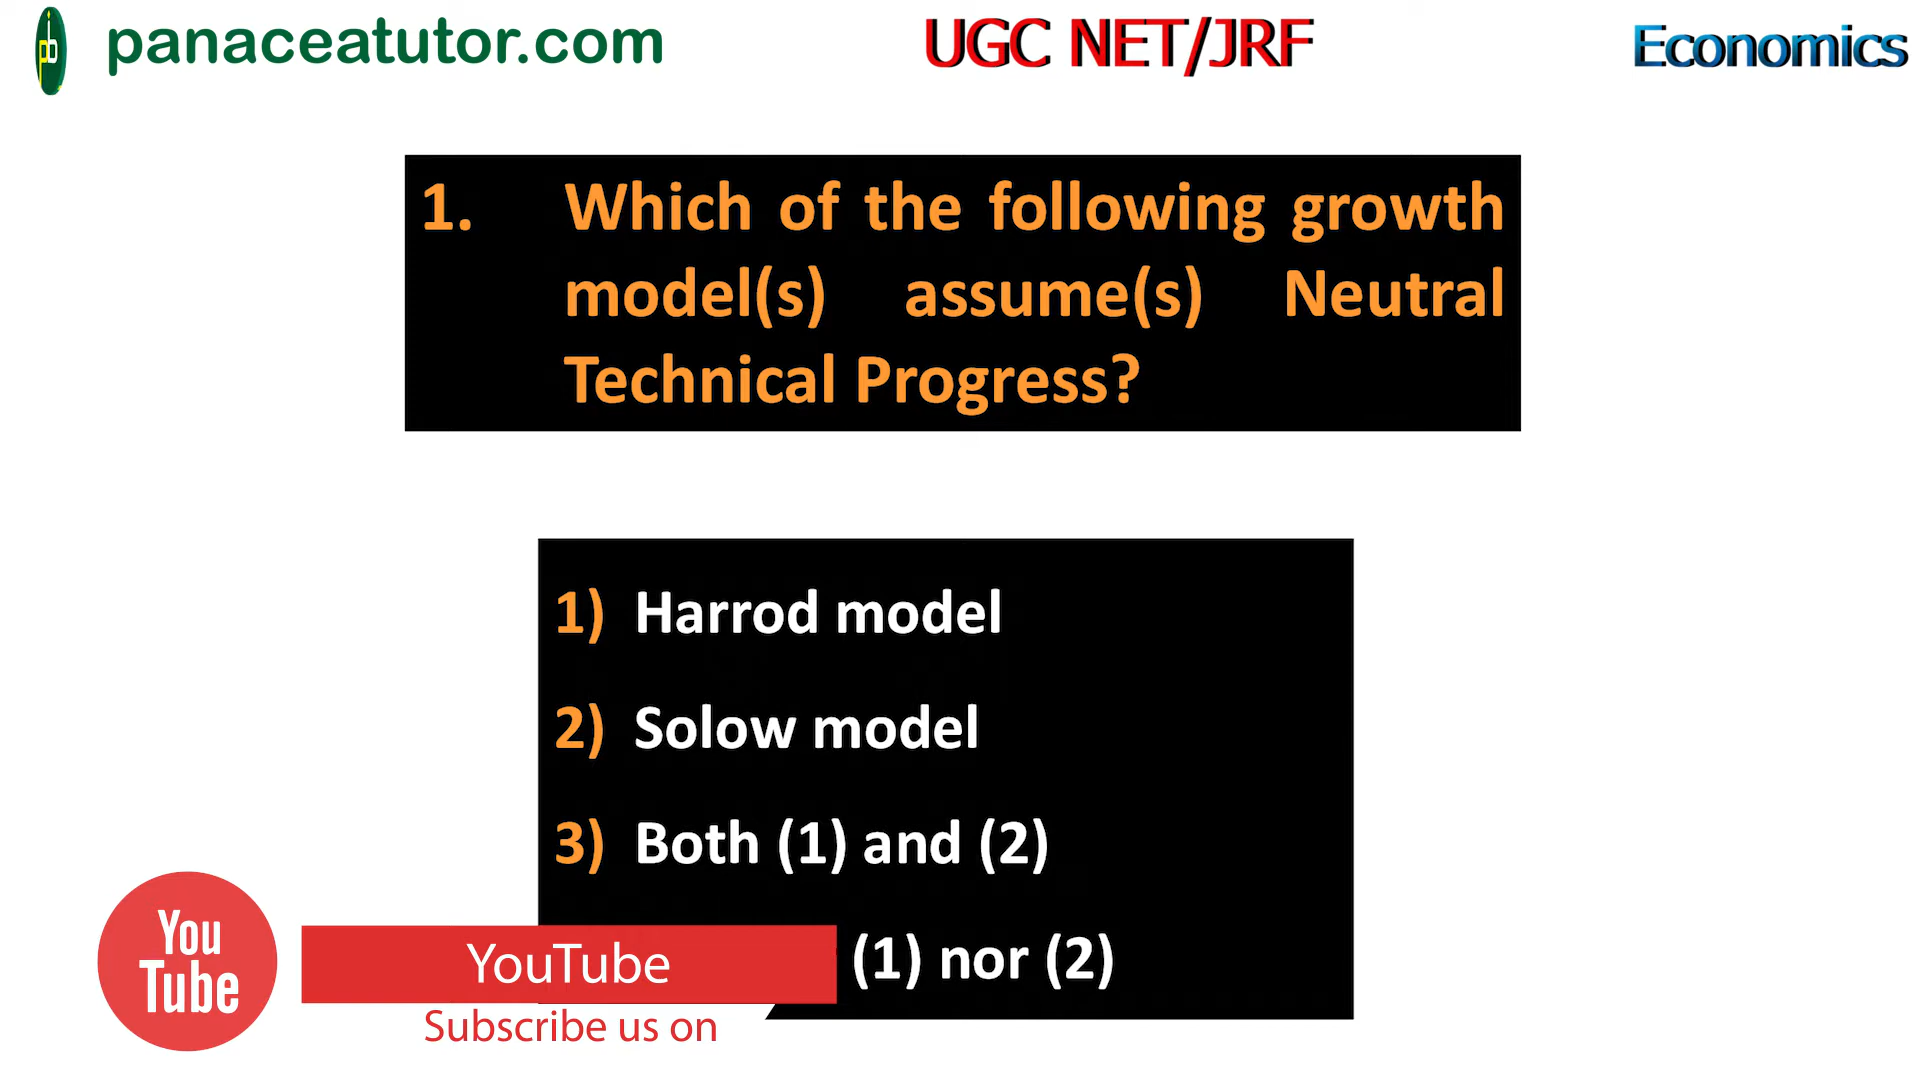 pb
panaceatutor.com
UGC NET/JRF
Economics
1. Which of the following growth
model(s) assume(s) Neutral
Technical Progress?
1) Harrod model
2) Solow model
3) Both (1) and (2)
(1) nor (2)
You
Tube
YouTube
Subscribe us on